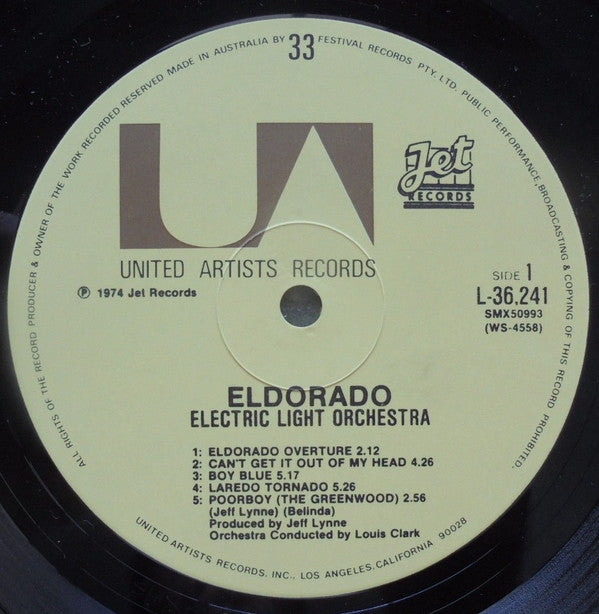 ALL RIGHTS OF THE RECORD PRODUCER & OWNER OF THE WORK RECORDED RESERVED MADE IN AUSTRALIA BY FESTIVAL RECORDS PTY. LTD. PUBLIC PERFORMANCE, BROADCASTING & COPYING OF THIS RECORD PROHIBITED.
33
UA
Jet
RECORDS
UNITED ARTISTS RECORDS
℗ 1974 Jet Records
SIDE 1
L-36,241
SMX50993
(WS-4558)
ELDORADO
ELECTRIC LIGHT ORCHESTRA
1: ELDORADO OVERTURE 2.12
2: CAN'T GET IT OUT OF MY HEAD 4.26
3: BOY BLUE 5.17
4: LAREDO TORNADO 5.26
5: POORBOY (THE GREENWOOD) 2.56
(Jeff Lynne) (Belinda)
Produced by Jeff Lynne
Orchestra Conducted by Louis Clark
UNITED ARTISTS RECORDS, INC., LOS ANGELES, CALIFORNIA 90028